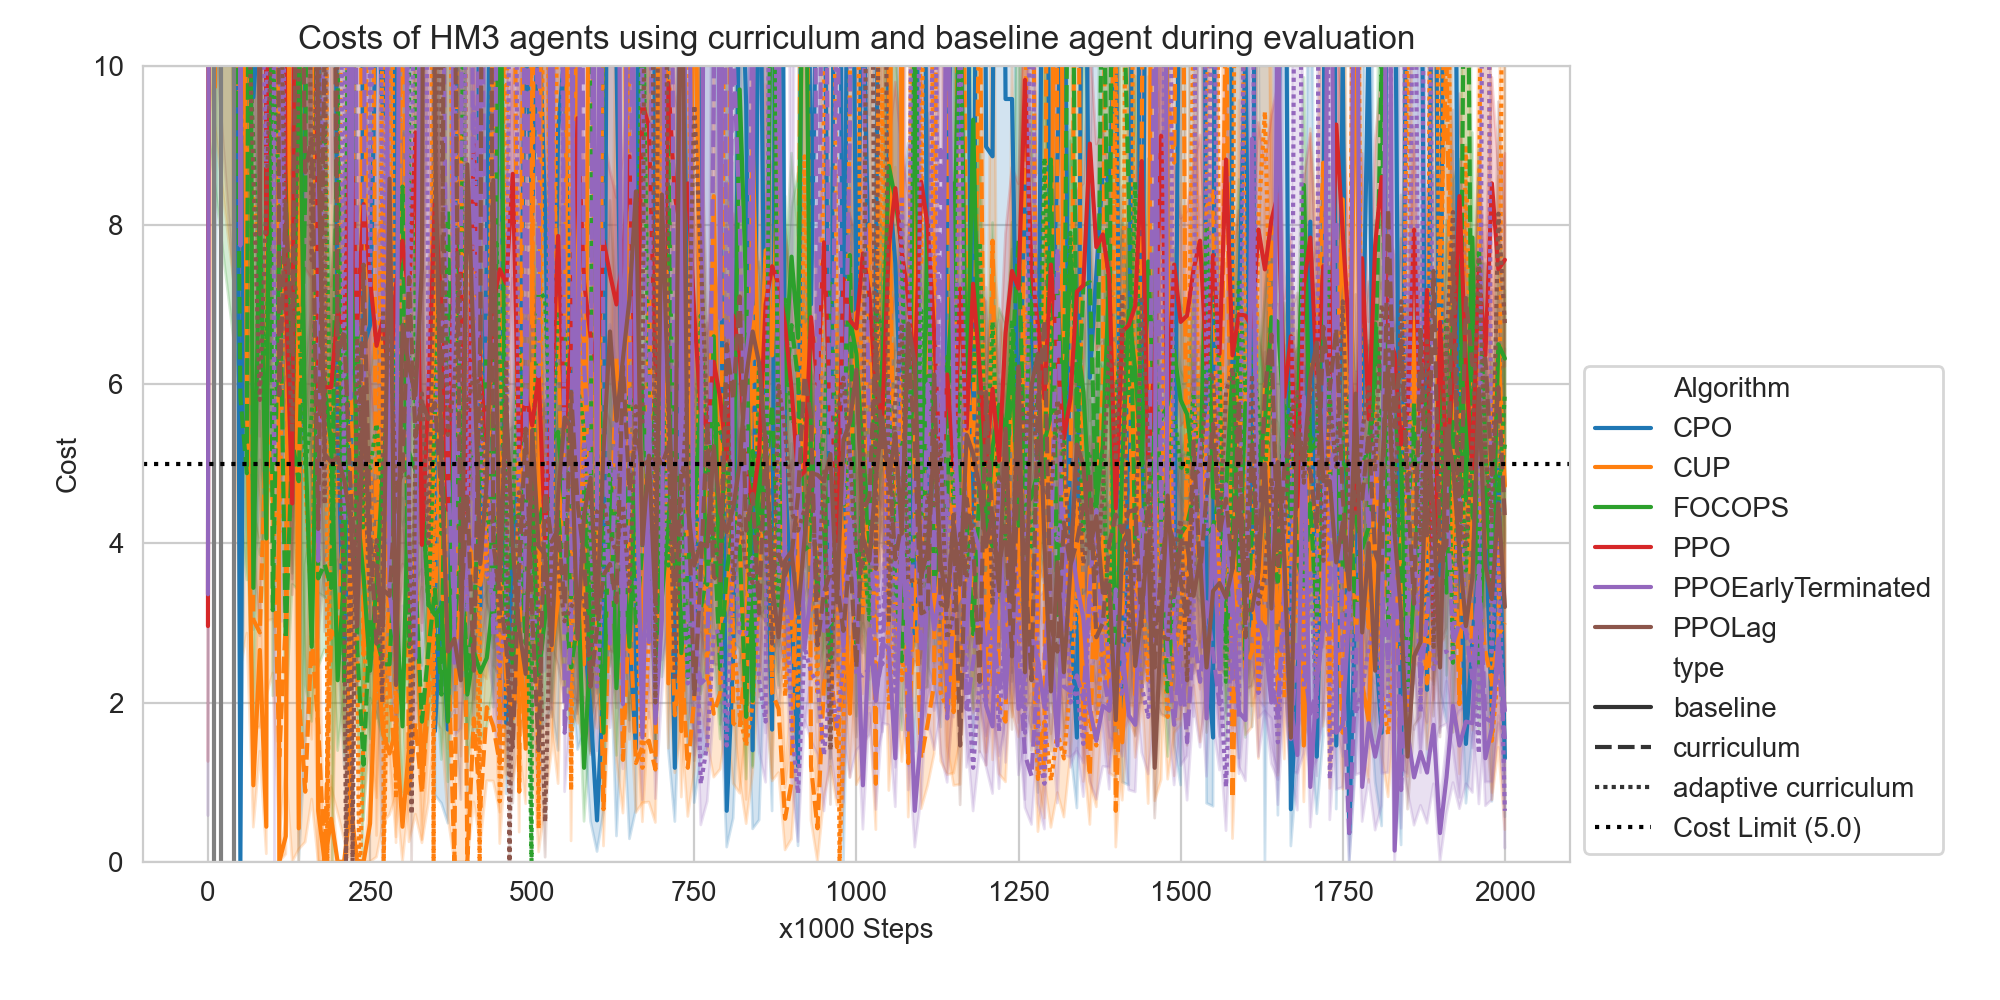 Costs of HM3 agents using curriculum and baseline agent during evaluation
10
8
6
4
2
0
Cost
0 250 500 750 1000 1250 1500 1750 2000
x1000 Steps
Algorithm
CPO
CUP
FOCOPS
PPO
PPOEarlyTerminated
PPOLag
type
baseline
curriculum
adaptive curriculum
Cost Limit (5.0)